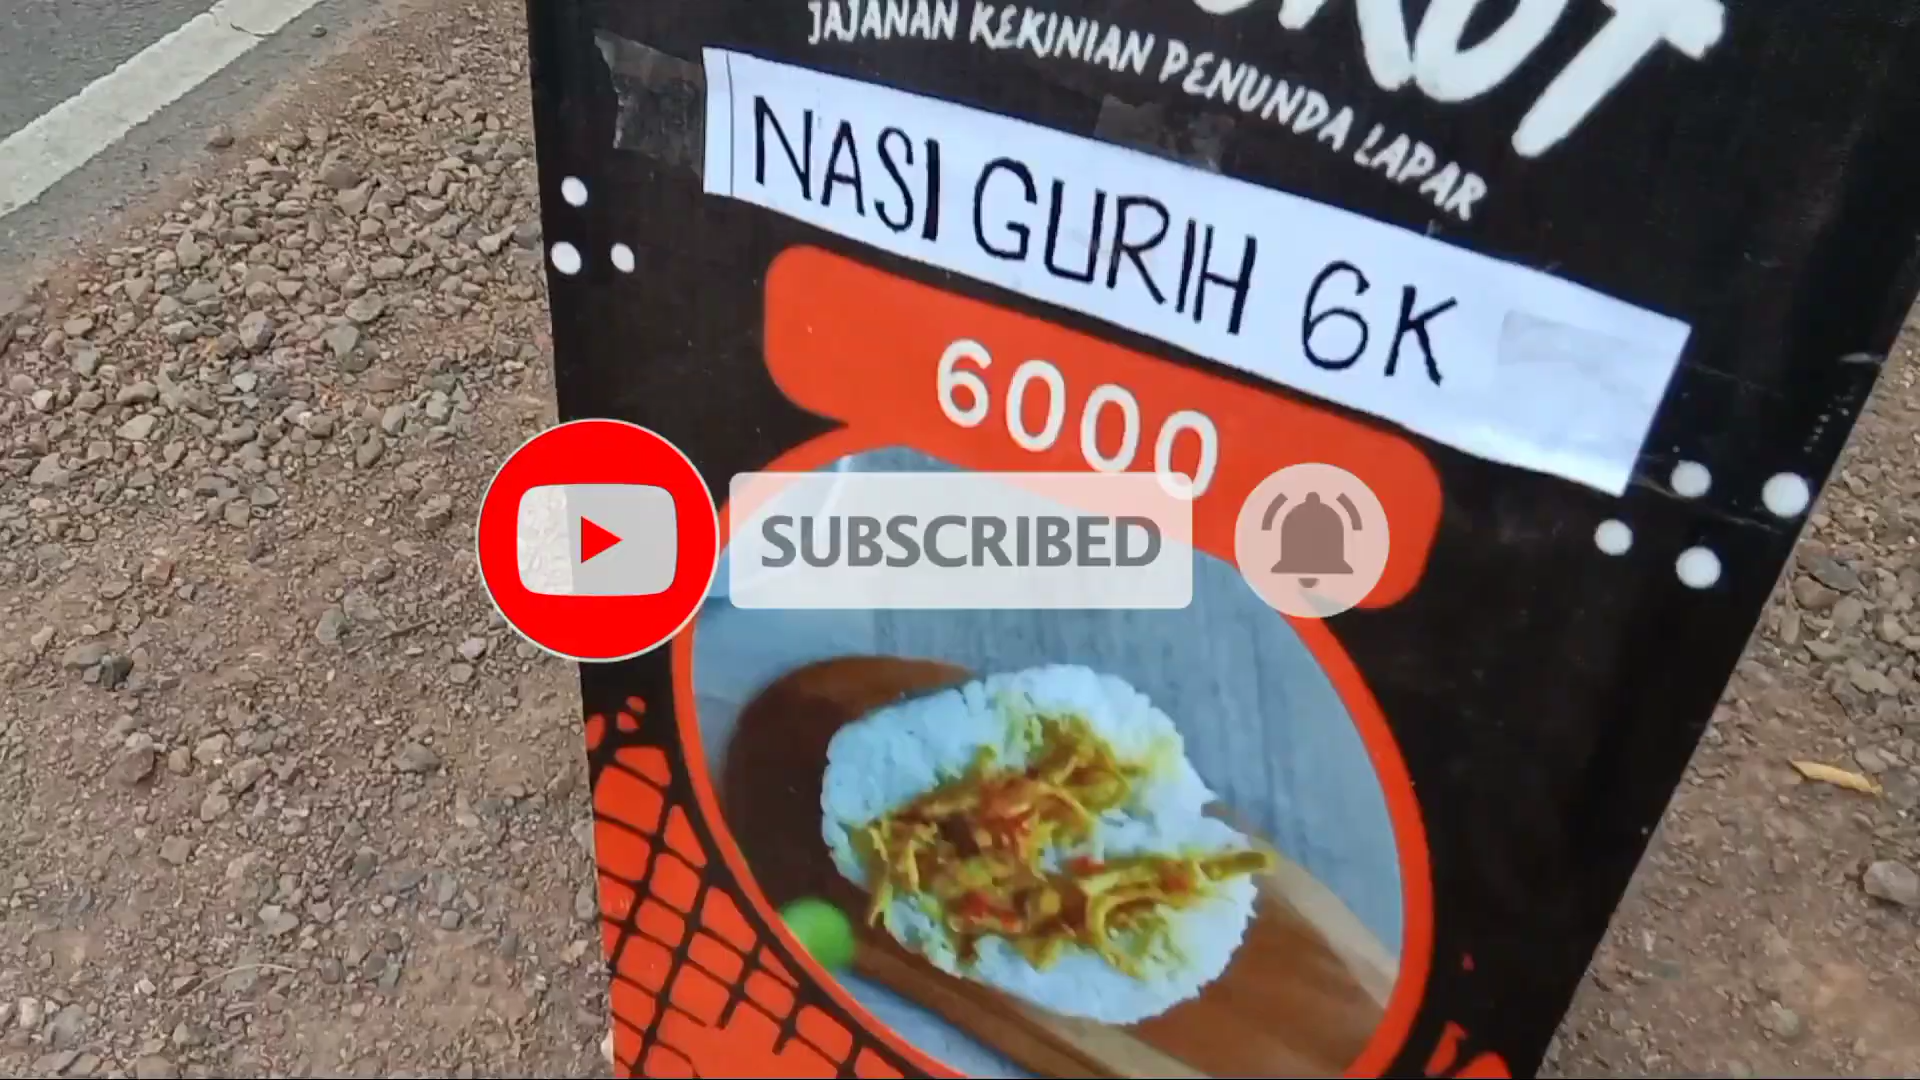 JAJANAN KEKINIAN PENUNDA LAPAR
NASI GURIH 6K
6000
SUBSCRIBED